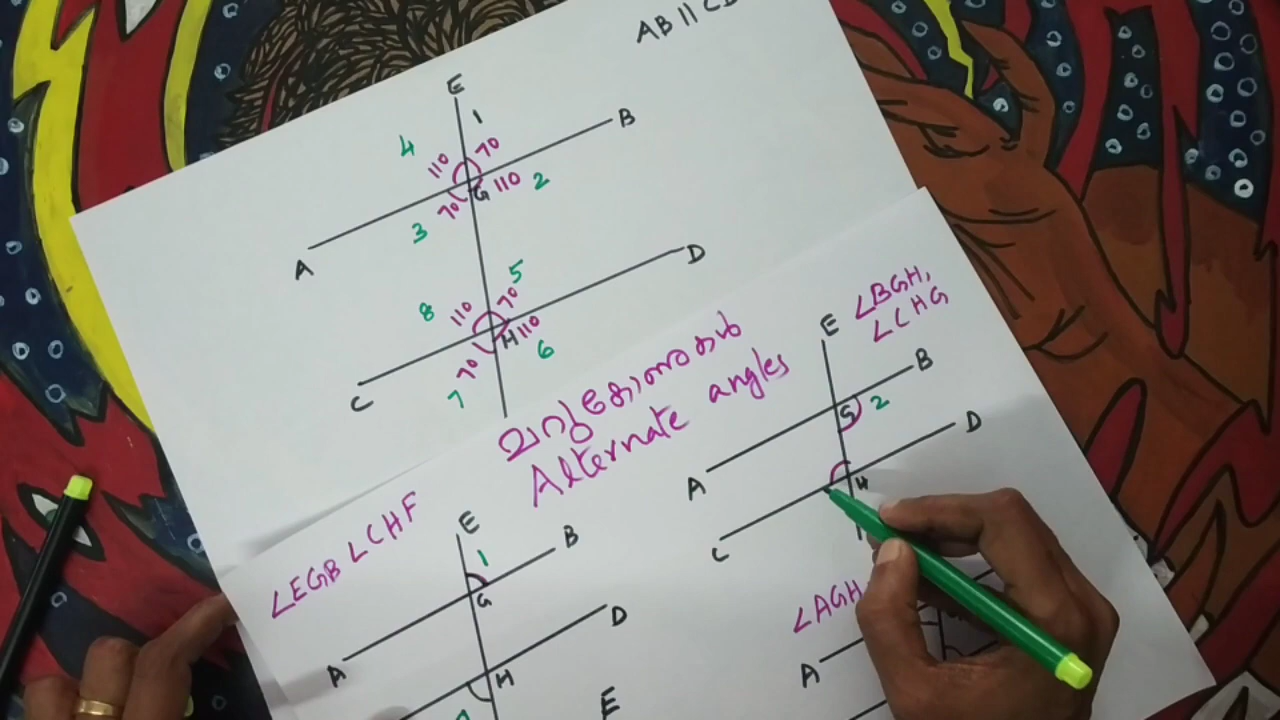 AB || CD
E
1
4
B
110 70
G 110 2
70
3
A
D
5
8
110 70
H 110
6
C
70
7
മറുകോണുകൾ
Alternate angles
∠BGH,
∠CHG
E
B
G 2
D
A
H
C
∠EGB ∠CHF
E
B
1
G
D
A
H
E
∠AGH
A